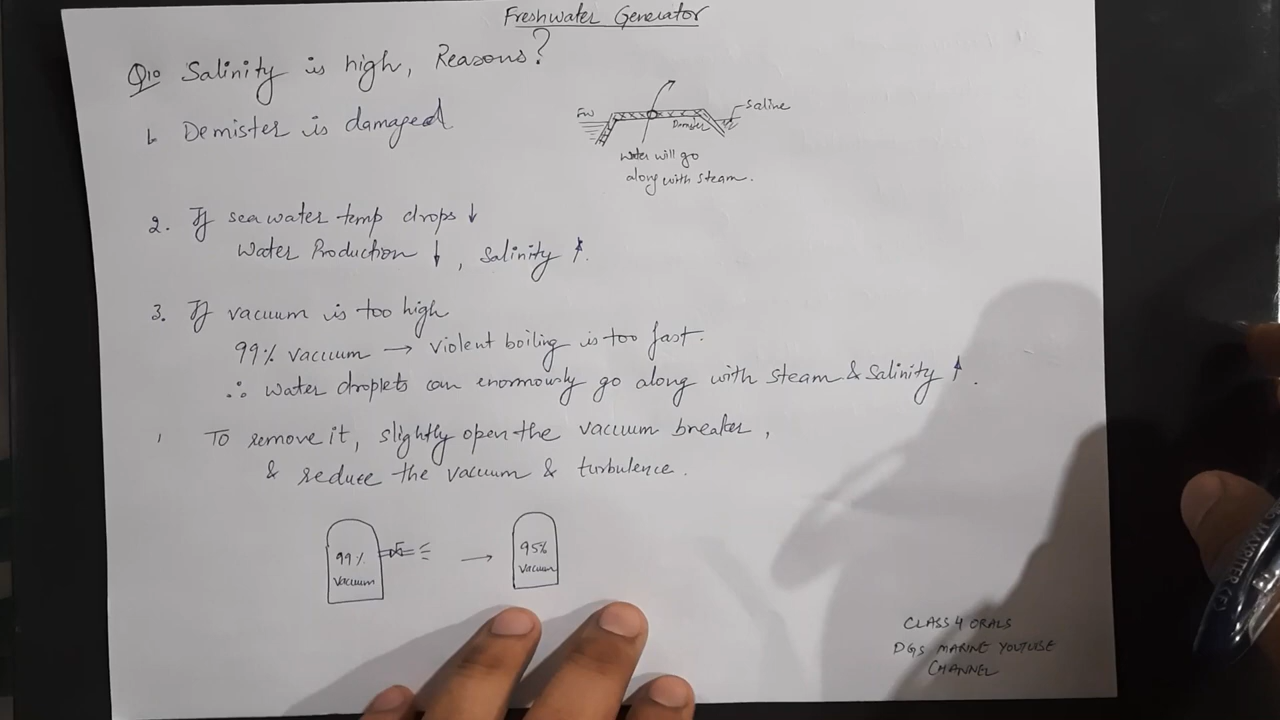 Freshwater Generator
Q10 Salinity is high, Reasons?
1. Demister is damaged
FW
Demister
saline
water will go
along with steam.
2. If sea water temp drops ↓
Water Production ↓, Salinity ↑.
3. If vacuum is too high
99% vacuum → violent boiling is too fast.
∴ water droplets can enormously go along with steam & salinity ↑.
To remove it, slightly open the vacuum breaker,
& reduce the vacuum & turbulence.
99%
vacuum
→
95%
vacuum
CLASS 4 ORALS
DGS MARINE YOUTUBE
CHANNEL